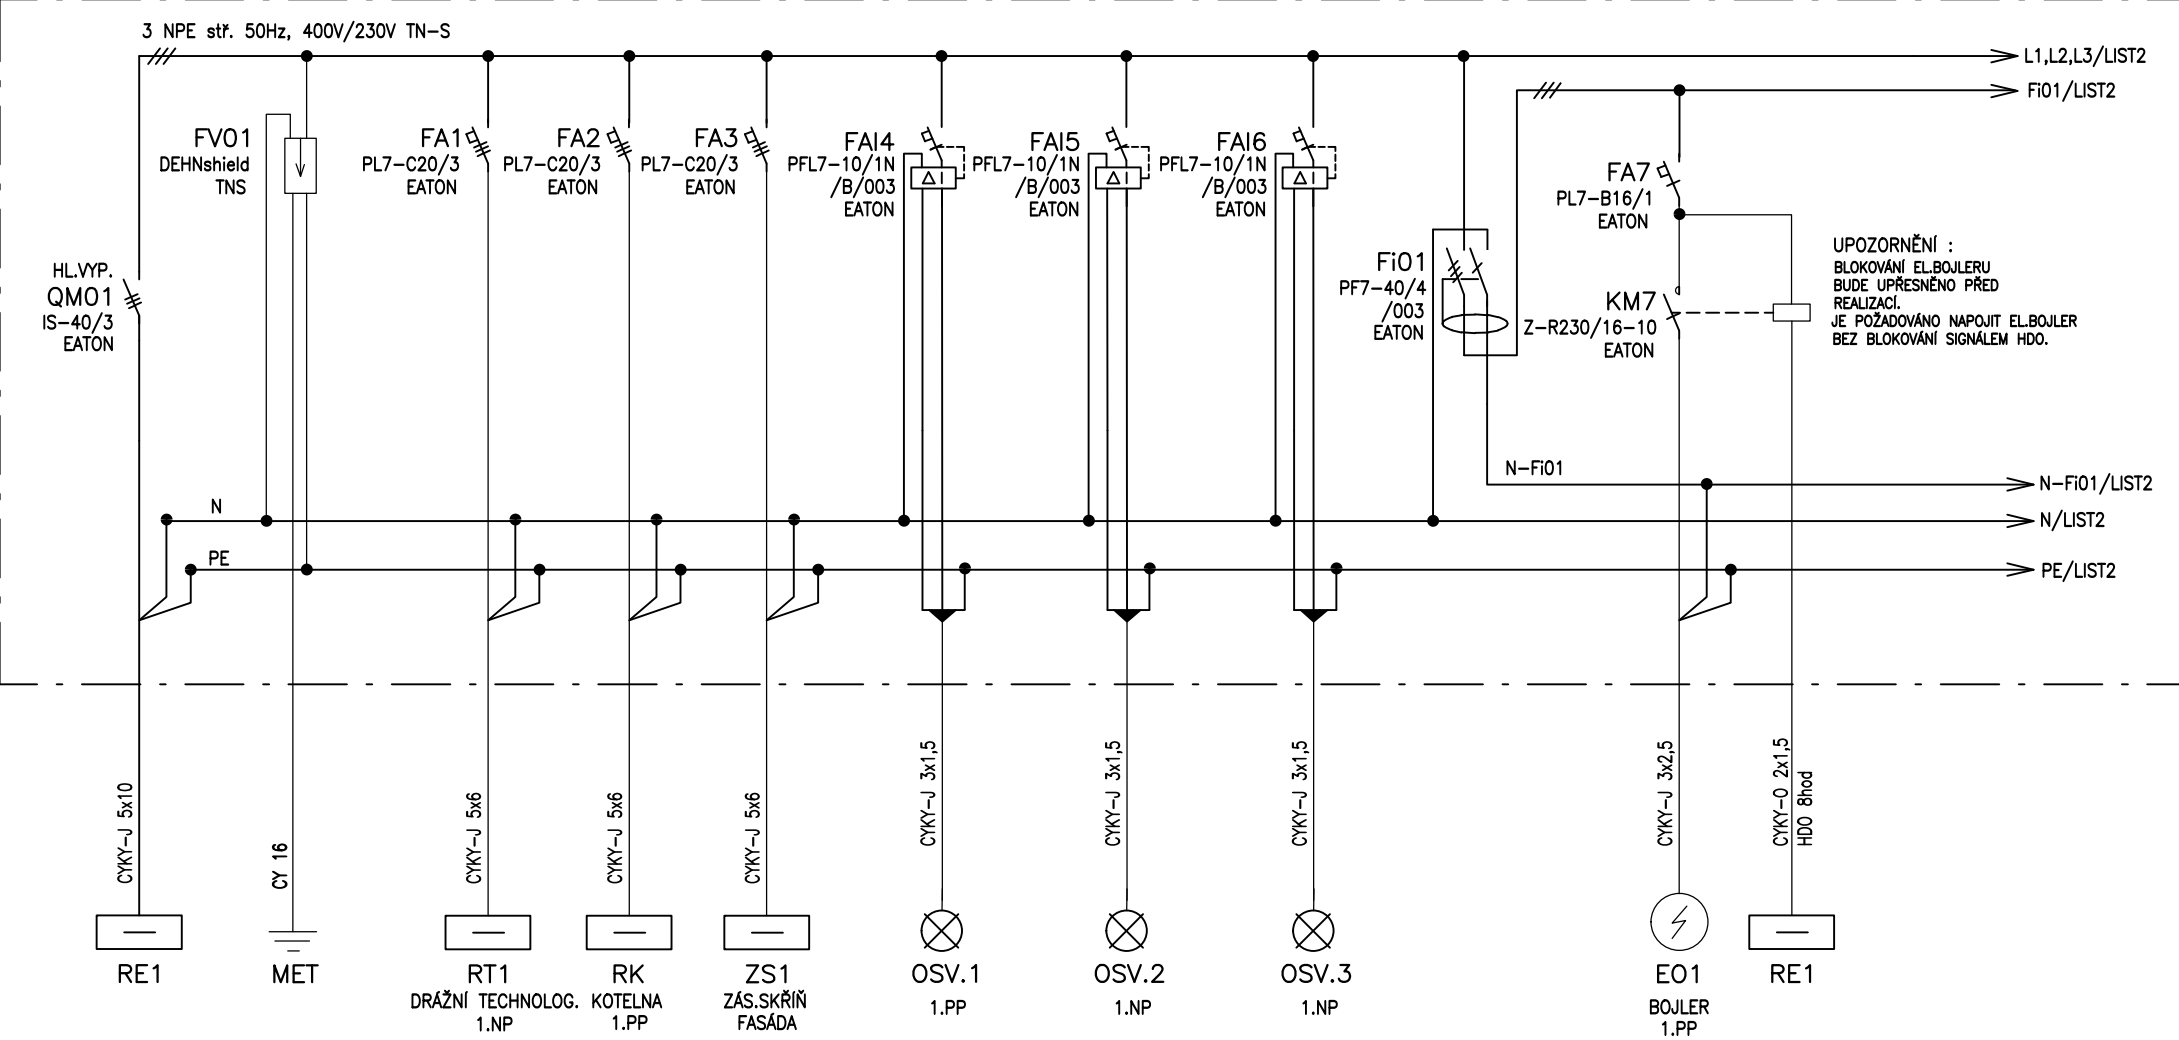 3 NPE stř. 50Hz, 400V/230V TN-S
L1,L2,L3/LIST2
Fi01/LIST2
FV01
DEHNshield
TNS
FA1
PL7-C20/3
EATON
FA2
PL7-C20/3
EATON
FA3
PL7-C20/3
EATON
FAI4
PFL7-10/1N
/B/003
EATON
FAI5
PFL7-10/1N
/B/003
EATON
FAI6
PFL7-10/1N
/B/003
EATON
FA7
PL7-B16/1
EATON
HL.VYP.
QM01
IS-40/3
EATON
Fi01
PF7-40/4
/003
EATON
KM7
Z-R230/16-10
EATON
UPOZORNĚNÍ :
BLOKOVÁNÍ EL.BOJLERU
BUDE UPŘESNĚNO PŘED
REALIZACÍ.
JE POŽADOVÁNO NAPOJIT EL.BOJLER
BEZ BLOKOVÁNÍ SIGNÁLEM HDO.
N-Fi01
N-Fi01/LIST2
N
N/LIST2
PE
PE/LIST2
CYKY-J 5x10
CY 16
CYKY-J 5x6
CYKY-J 5x6
CYKY-J 5x6
CYKY-J 3x1,5
CYKY-J 3x1,5
CYKY-J 3x1,5
CYKY-J 3x2,5
CYKY-O 2x1,5
HDO 8hod
RE1
MET
RT1
DRÁŽNÍ TECHNOLOG.
1.NP
RK
KOTELNA
1.PP
ZS1
ZÁS.SKŘÍŇ
FASÁDA
OSV.1
1.PP
OSV.2
1.NP
OSV.3
1.NP
EO1
BOJLER
1.PP
RE1